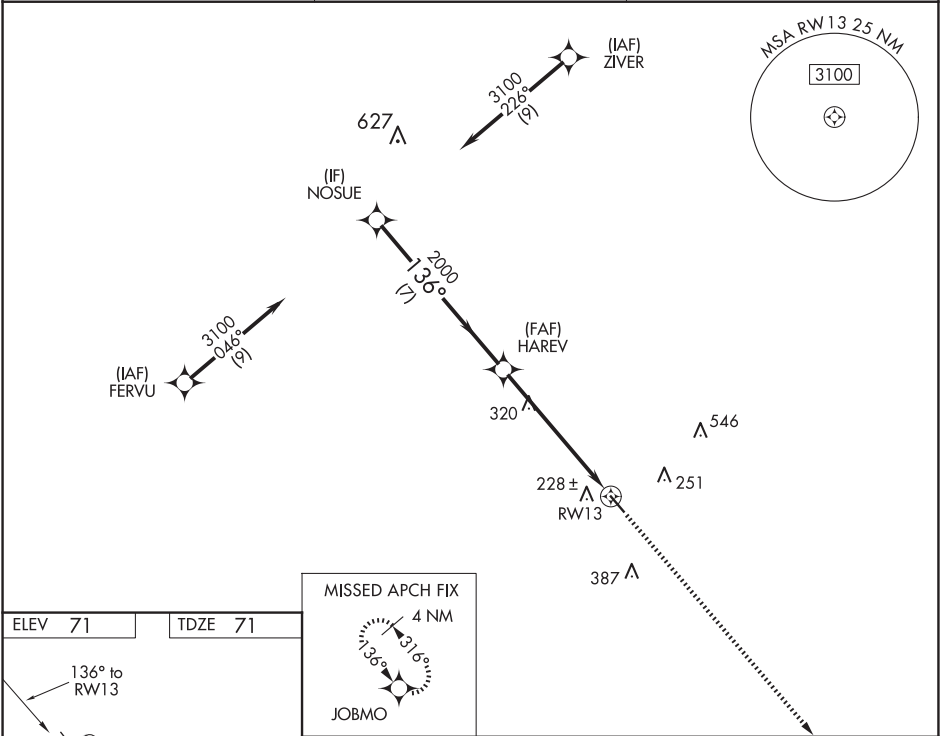 MSA RW13 25 NM
3100
(IAF)
ZIVER
3100
226°
(9)
627
(IF)
NOSUE
2000
136°
(7)
(FAF)
HAREV
3100
046°
(9)
(IAF)
FERVU
320
546
251
228±
RW13
387
MISSED APCH FIX
4 NM
136°
316°
JOBMO
ELEV 71
TDZE 71
136° to
RW13